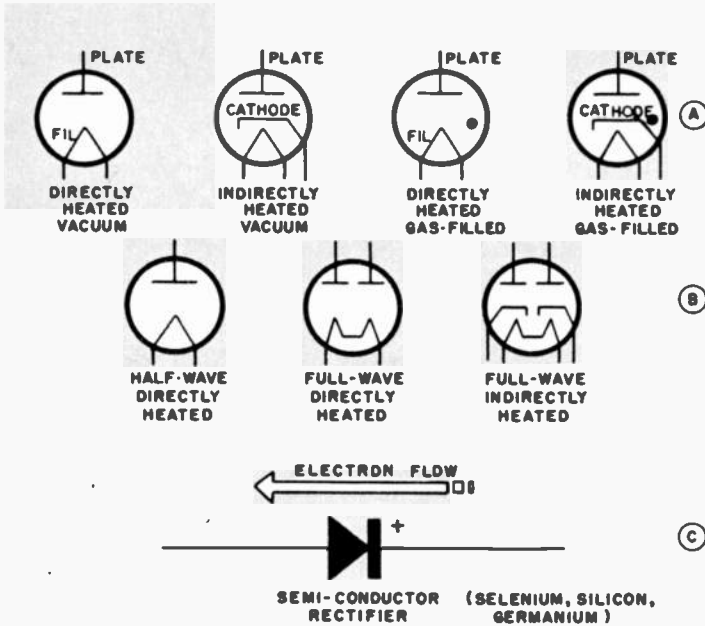 PLATE
PLATE
PLATE
PLATE
FIL
CATHODE
FIL
CATHODE
A
DIRECTLY
HEATED
VACUUM
INDIRECTLY
HEATED
VACUUM
DIRECTLY
HEATED
GAS-FILLED
INDIRECTLY
HEATED
GAS-FILLED
B
HALF-WAVE
DIRECTLY
HEATED
FULL-WAVE
DIRECTLY
HEATED
FULL-WAVE
INDIRECTLY
HEATED
ELECTRON FLOW
+
C
SEMI-CONDUCTOR
RECTIFIER
(SELENIUM, SILICON,
GERMANIUM)